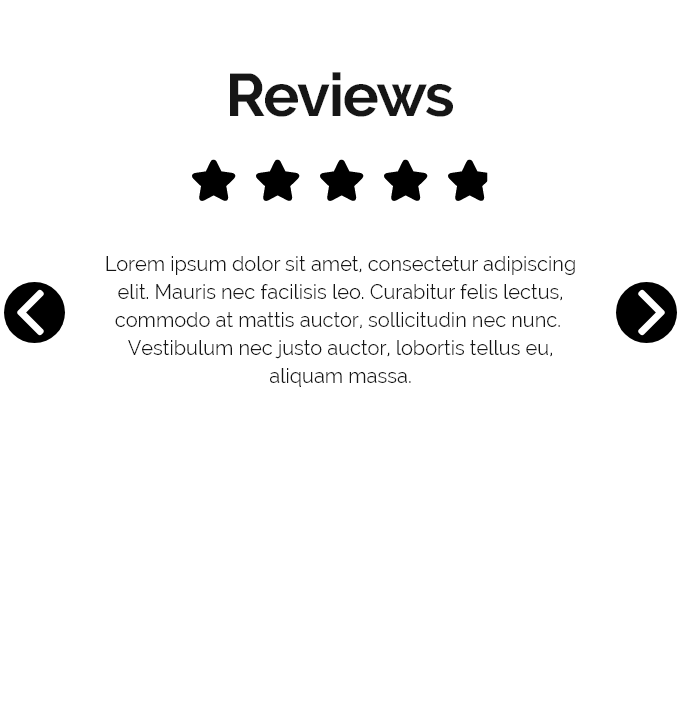 Reviews
Lorem ipsum dolor sit amet, consectetur adipiscing
elit. Mauris nec facilisis leo. Curabitur felis lectus,
commodo at mattis auctor, sollicitudin nec nunc.
Vestibulum nec justo auctor, lobortis tellus eu,
aliquam massa.